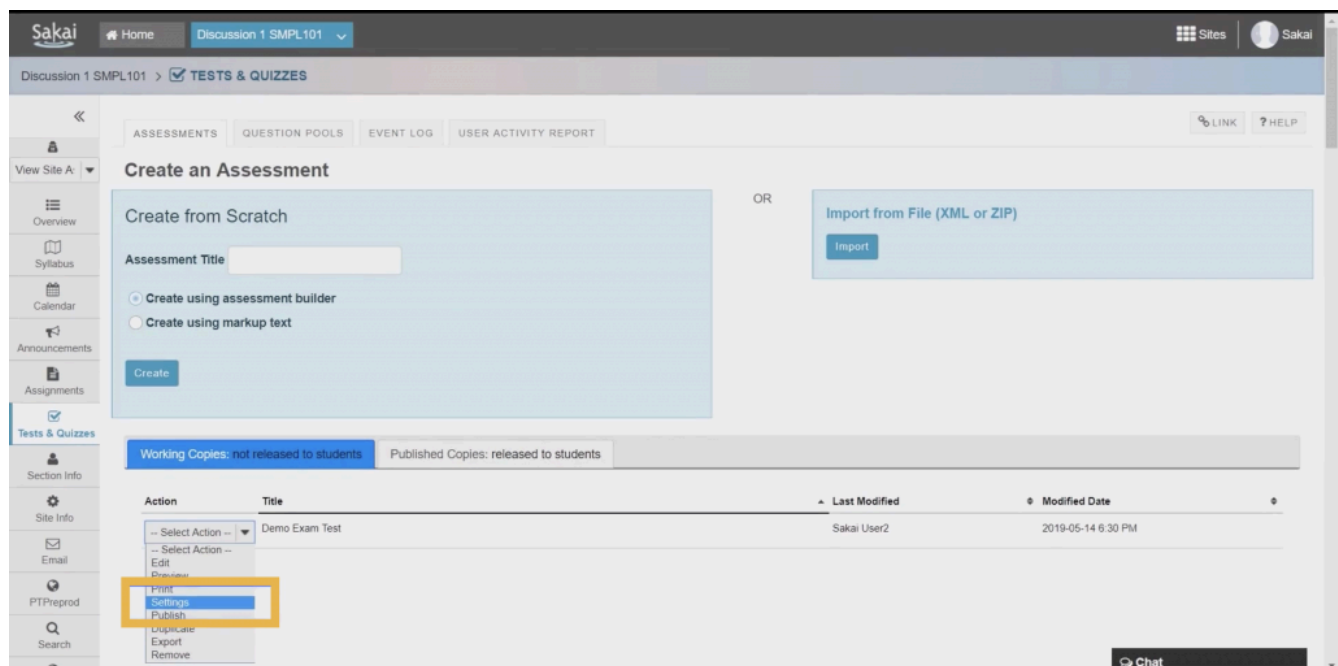 Sakai
Home
Discussion 1 SMPL101
Sites
Sakai
Discussion 1 SMPL101 > TESTS & QUIZZES
ASSESSMENTS
QUESTION POOLS
EVENT LOG
USER ACTIVITY REPORT
LINK
? HELP
View Site A:
Overview
Syllabus
Calendar
Announcements
Assignments
Tests & Quizzes
Section Info
Site Info
Email
PTPreprod
Search
Create an Assessment
Create from Scratch
Assessment Title
Create using assessment builder
Create using markup text
Create
OR
Import from File (XML or ZIP)
Import
Working Copies: not released to students
Published Copies: released to students
Action Title Last Modified Modified Date
-- Select Action -- Demo Exam Test Sakai User2 2019-05-14 6:30 PM
-- Select Action --
Edit
Preview
Print
Settings
Publish
Duplicate
Export
Remove
Chat